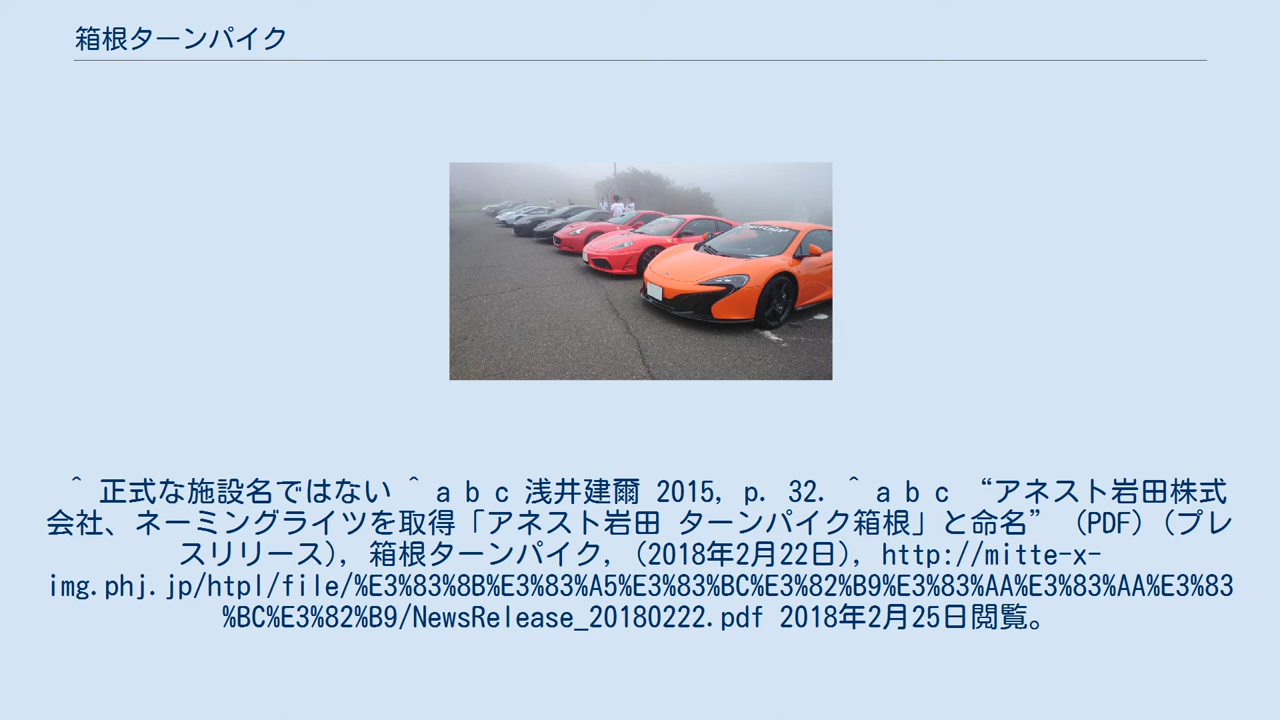 箱根ターンパイク
^ 正式な施設名ではない ^ a b c 浅井建爾 2015, p. 32. ^ a b c “アネスト岩田株式
会社、ネーミングライツを取得「アネスト岩田 ターンパイク箱根」と命名” (PDF) (プレ
スリリース), 箱根ターンパイク, (2018年2月22日), http://mitte-x-
img.phj.jp/htpl/file/%E3%83%8B%E3%83%A5%E3%83%BC%E3%82%B9%E3%83%AA%E3%83%AA%E3%83
%BC%E3%82%B9/NewsRelease_20180222.pdf 2018年2月25日閲覧。